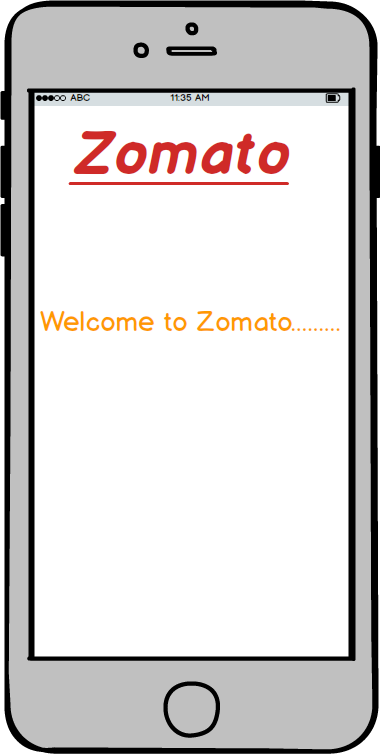 ABC 11:35 AM
Zomato
Welcome to Zomato.........